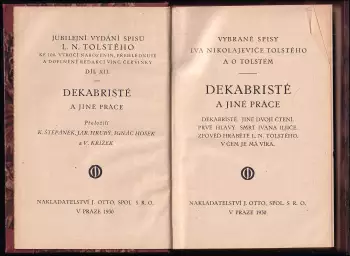 JUBILEJNÍ VYDÁNÍ SPISŮ
L. N. TOLSTÉHO
KE 100. VÝROČÍ NAROZENIN, PŘEHLEDNUTÉ
A DOPLNĚNÉ REDAKCÍ VINC. ČERVINKY
DÍL XII.
DEKABRISTÉ
A JINÉ PRÁCE
Přeložili:
K. ŠTĚPÁNEK, JAR. HRUBÝ, IGNÁC HOŠEK
a V. KŘÍŽEK
NAKLADATELSTVÍ J. OTTO, SPOL. S R. O.
V PRAZE 1930
VYBRANÉ SPISY
LVA NIKOLAJEVIČE TOLSTÉHO
A O TOLSTÉM
DEKABRISTÉ
A JINÉ PRÁCE
DEKABRISTÉ. JINÉ DVOJÍ ČTENÍ.
PRVÉ HLAVY. SMRT IVANA ILJIČE.
ZPOVĚĎ HRABĚTE L. N. TOLSTÉHO.
V ČEM JE MÁ VÍRA.
NAKLADATELSTVÍ J. OTTO, SPOL. S R. O.
V PRAZE 1930